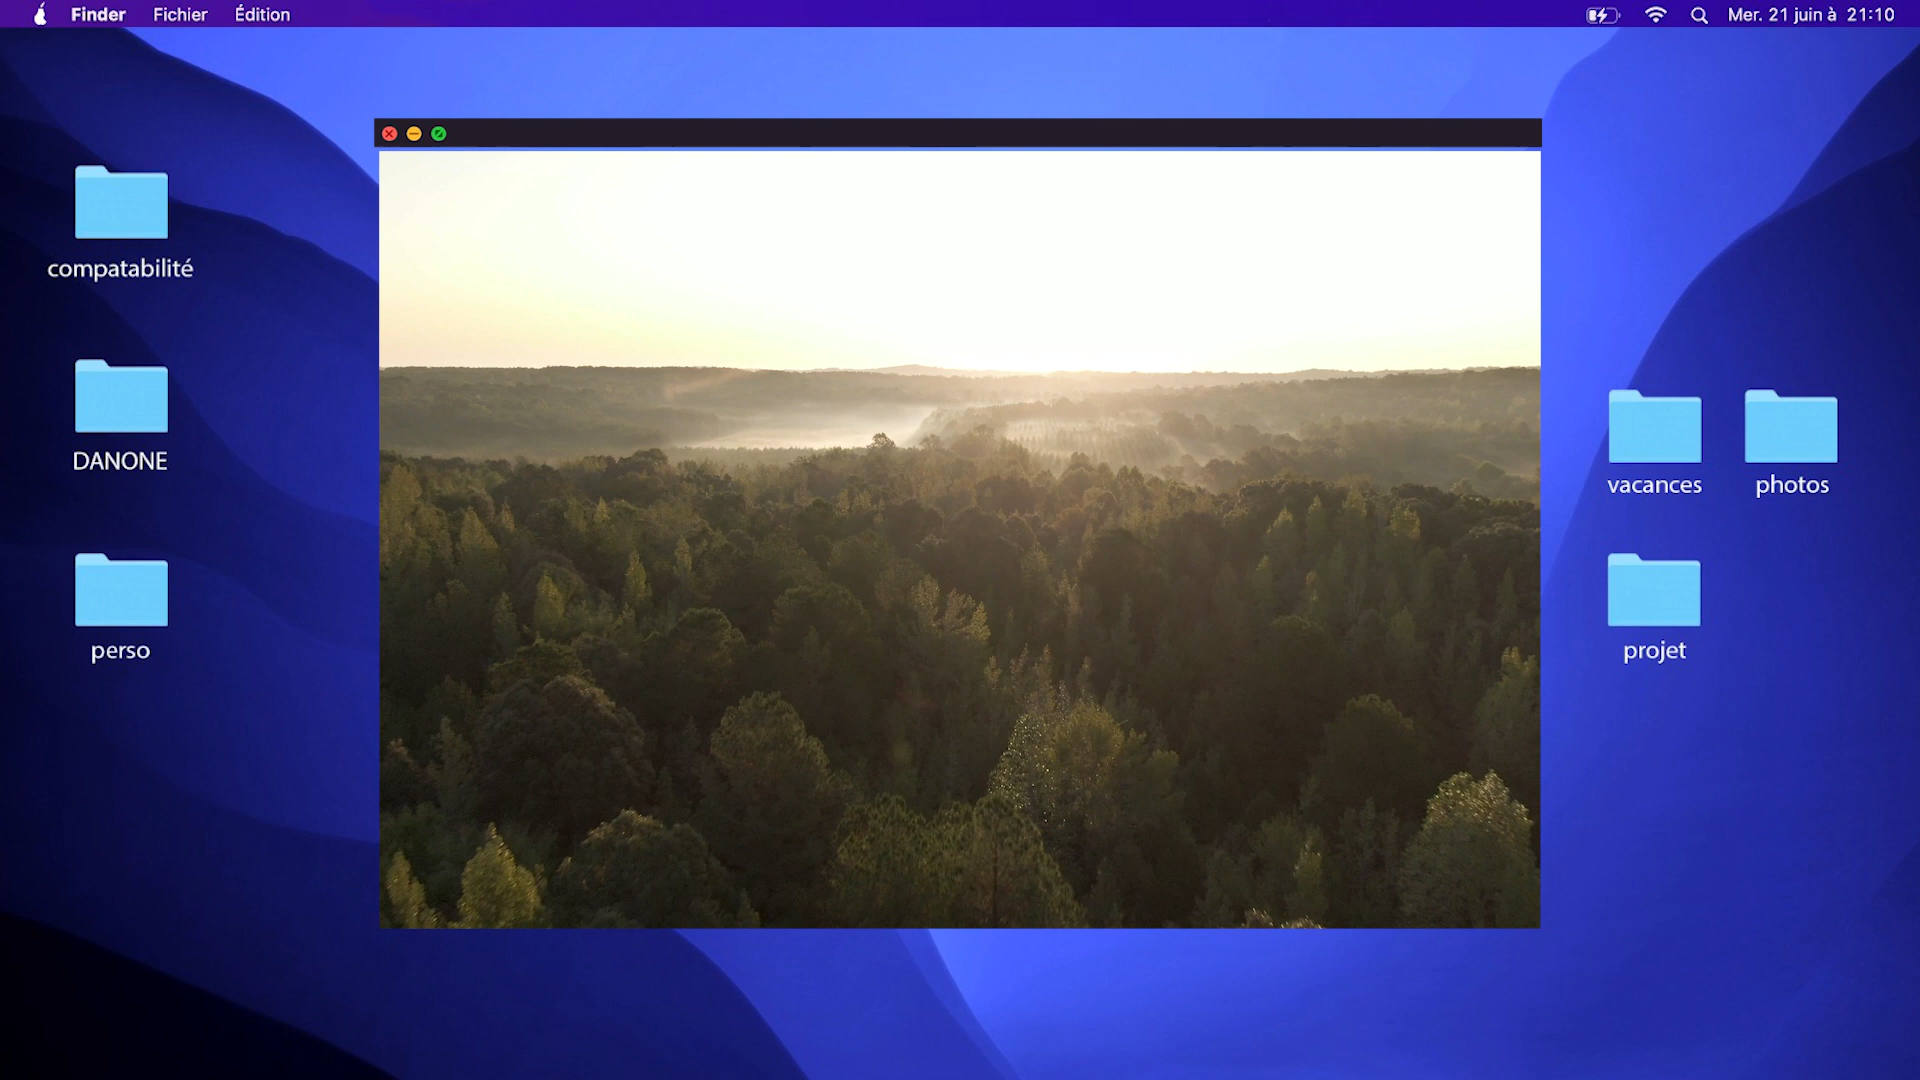 Finder Fichier Édition Mer. 21 juin à 21:10
compatabilité
DANONE
perso
vacances photos
projet